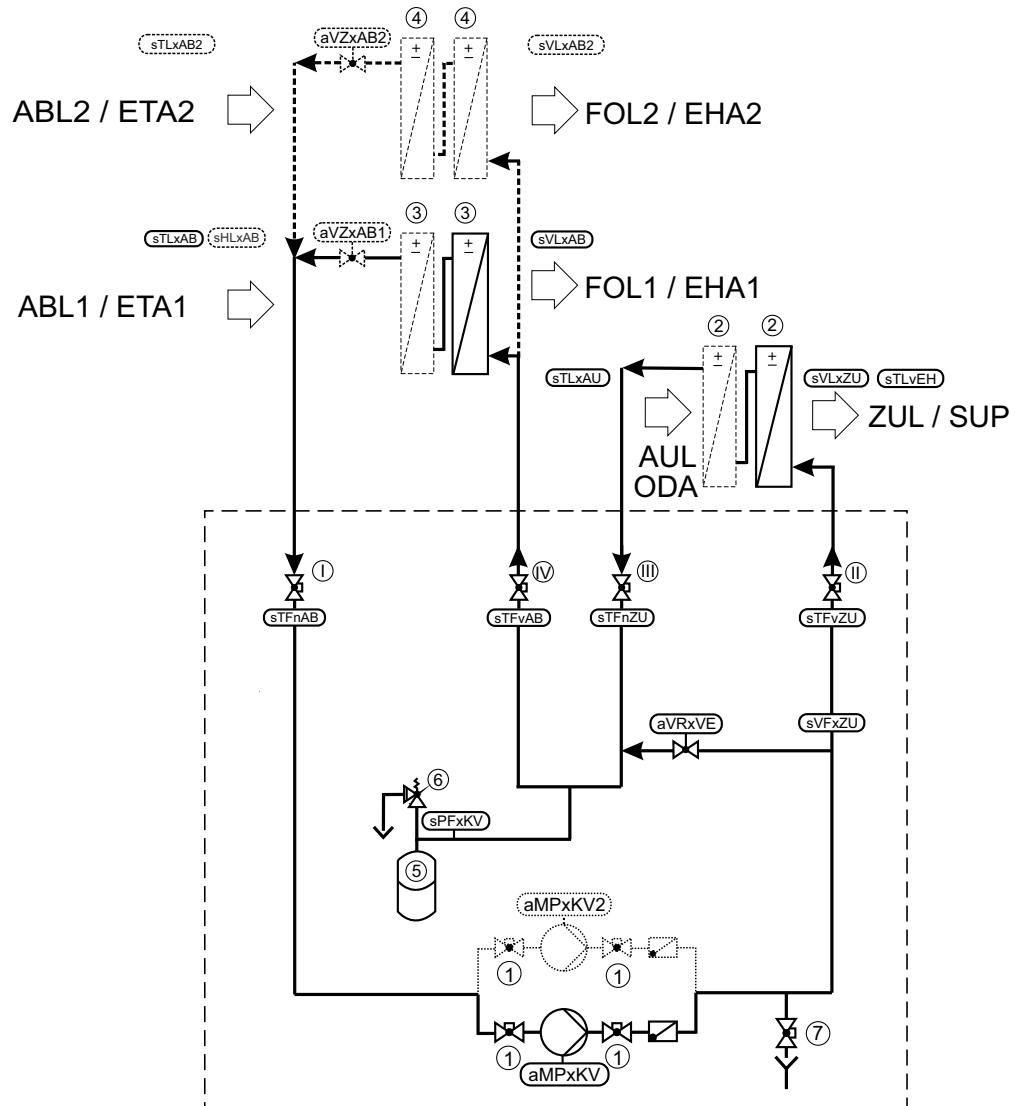 ④ ④
sTLxAB2 aVZxAB2 sVLxAB2
± ±
ABL2 / ETA2 FOL2 / EHA2
③ ③
sTLxAB sHLxAB aVZxAB1 sVLxAB
± ±
ABL1 / ETA1 FOL1 / EHA1
② ②
± ±
sTLxAU sVLxZU sTLvEH
ZUL / SUP
AUL
ODA
I IV III II
sTFnAB sTFvAB sTFnZU sTFvZU
aVRxVE sVFxZU
⑥
sPFxKV
⑤
aMPxKV2
① ①
① ① ⑦
aMPxKV